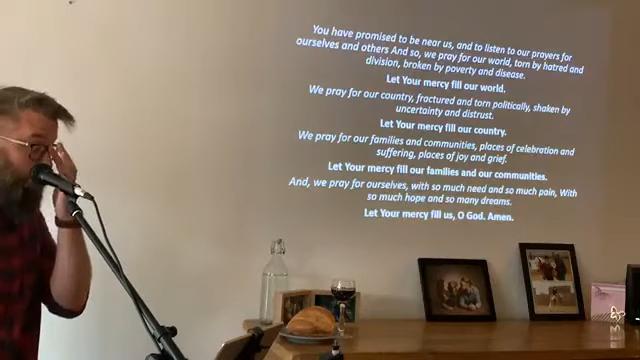 You have promised to be near us, and to listen to our prayers for
ourselves and others And so, we pray for our world, torn by hatred and
division, broken by poverty and disease.
Let Your mercy fill our world.
We pray for our country, fractured and torn politically, shaken by
uncertainty and distrust.
Let Your mercy fill our country.
We pray for our families and communities, places of celebration and
suffering, places of joy and grief.
Let Your mercy fill our families and our communities.
And, we pray for ourselves, with so much need and so much pain, With
so much hope and so many dreams.
Let Your mercy fill us, O God. Amen.